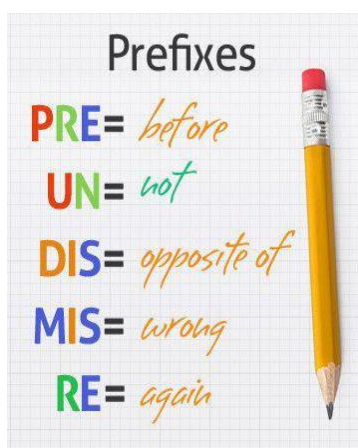 Prefixes
PRE= before
UN= not
DIS= opposite of
MIS= wrong
RE= again